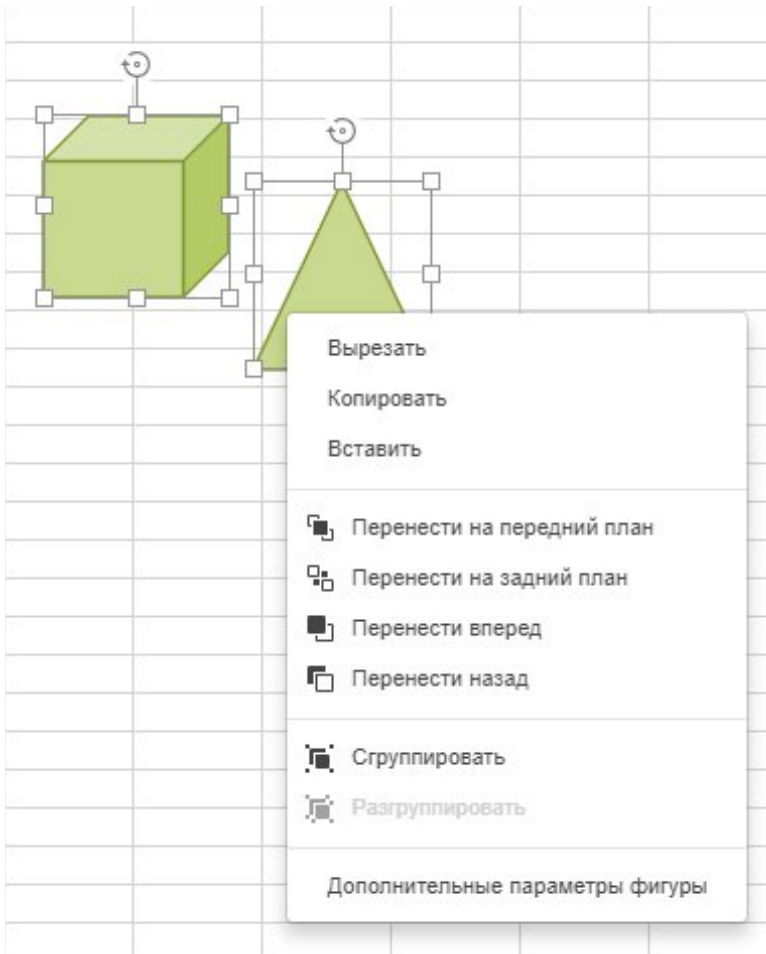 Вырезать
Копировать
Вставить
Перенести на передний план
Перенести на задний план
Перенести вперед
Перенести назад
Сгруппировать
Разгруппировать
Дополнительные параметры фигуры